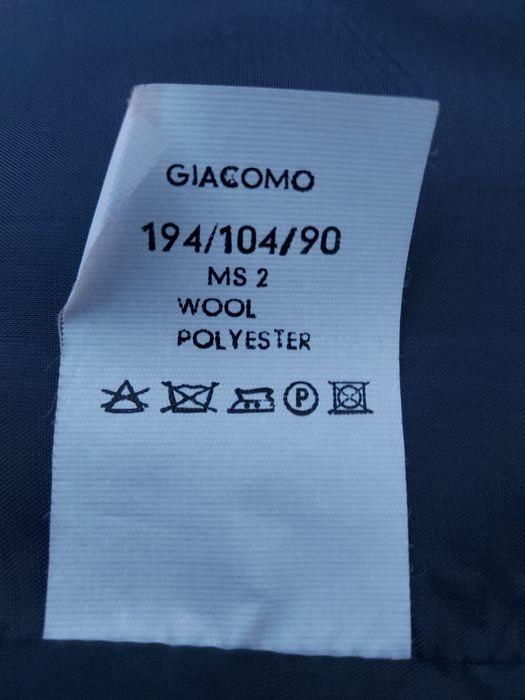 GIACOMO
194/104/90
MS 2
WOOL
POLYESTER
P